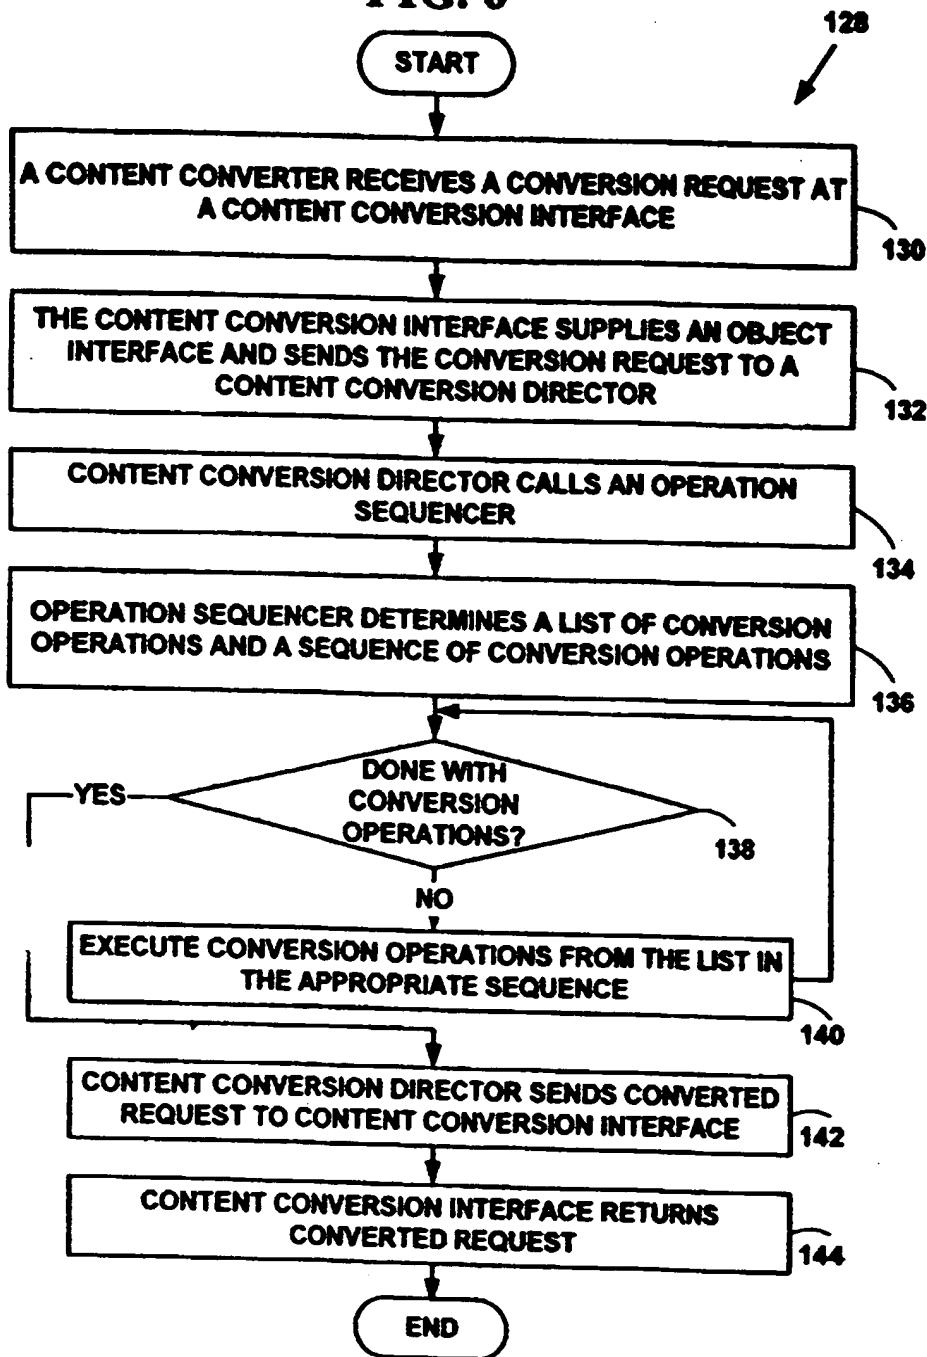 128
START
A CONTENT CONVERTER RECEIVES A CONVERSION REQUEST AT
A CONTENT CONVERSION INTERFACE
130
THE CONTENT CONVERSION INTERFACE SUPPLIES AN OBJECT
INTERFACE AND SENDS THE CONVERSION REQUEST TO A
CONTENT CONVERSION DIRECTOR
132
CONTENT CONVERSION DIRECTOR CALLS AN OPERATION
SEQUENCER
134
OPERATION SEQUENCER DETERMINES A LIST OF CONVERSION
OPERATIONS AND A SEQUENCE OF CONVERSION OPERATIONS
136
DONE WITH
CONVERSION
OPERATIONS?
YES
138
NO
EXECUTE CONVERSION OPERATIONS FROM THE LIST IN
THE APPROPRIATE SEQUENCE
140
CONTENT CONVERSION DIRECTOR SENDS CONVERTED
REQUEST TO CONTENT CONVERSION INTERFACE
142
CONTENT CONVERSION INTERFACE RETURNS
CONVERTED REQUEST
144
END